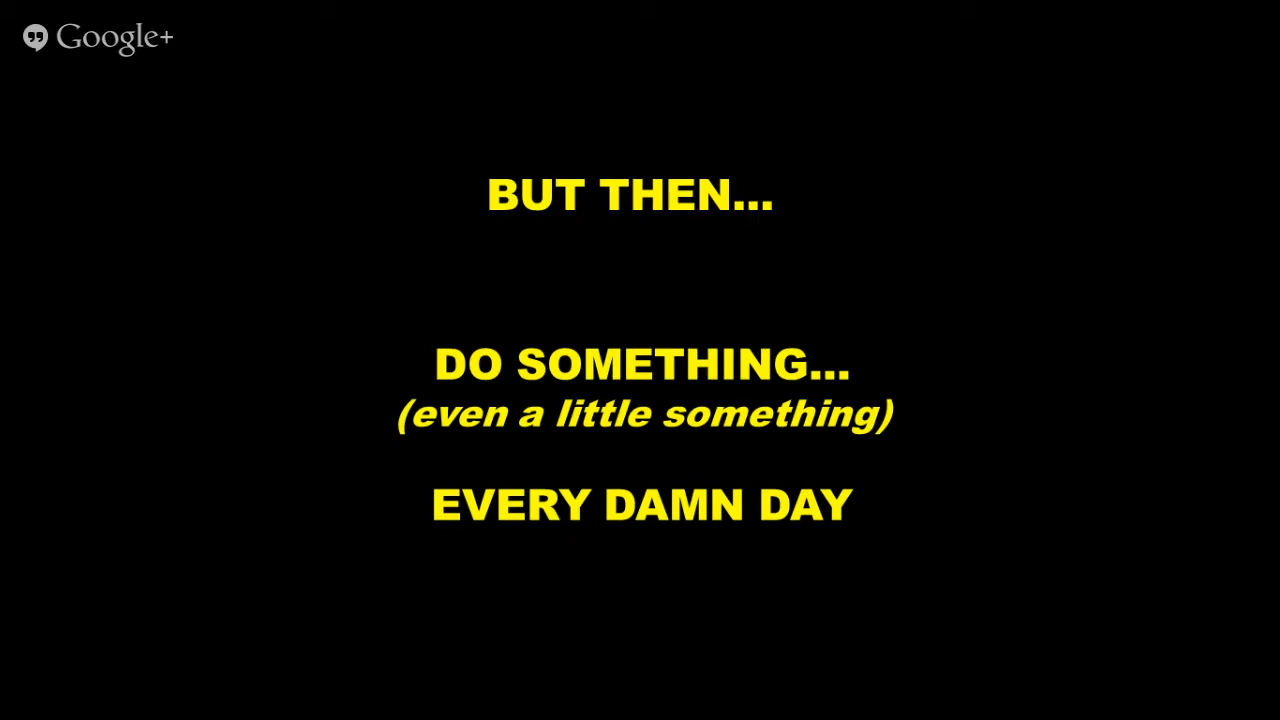 Google+
BUT THEN...
DO SOMETHING...
(even a little something)
EVERY DAMN DAY